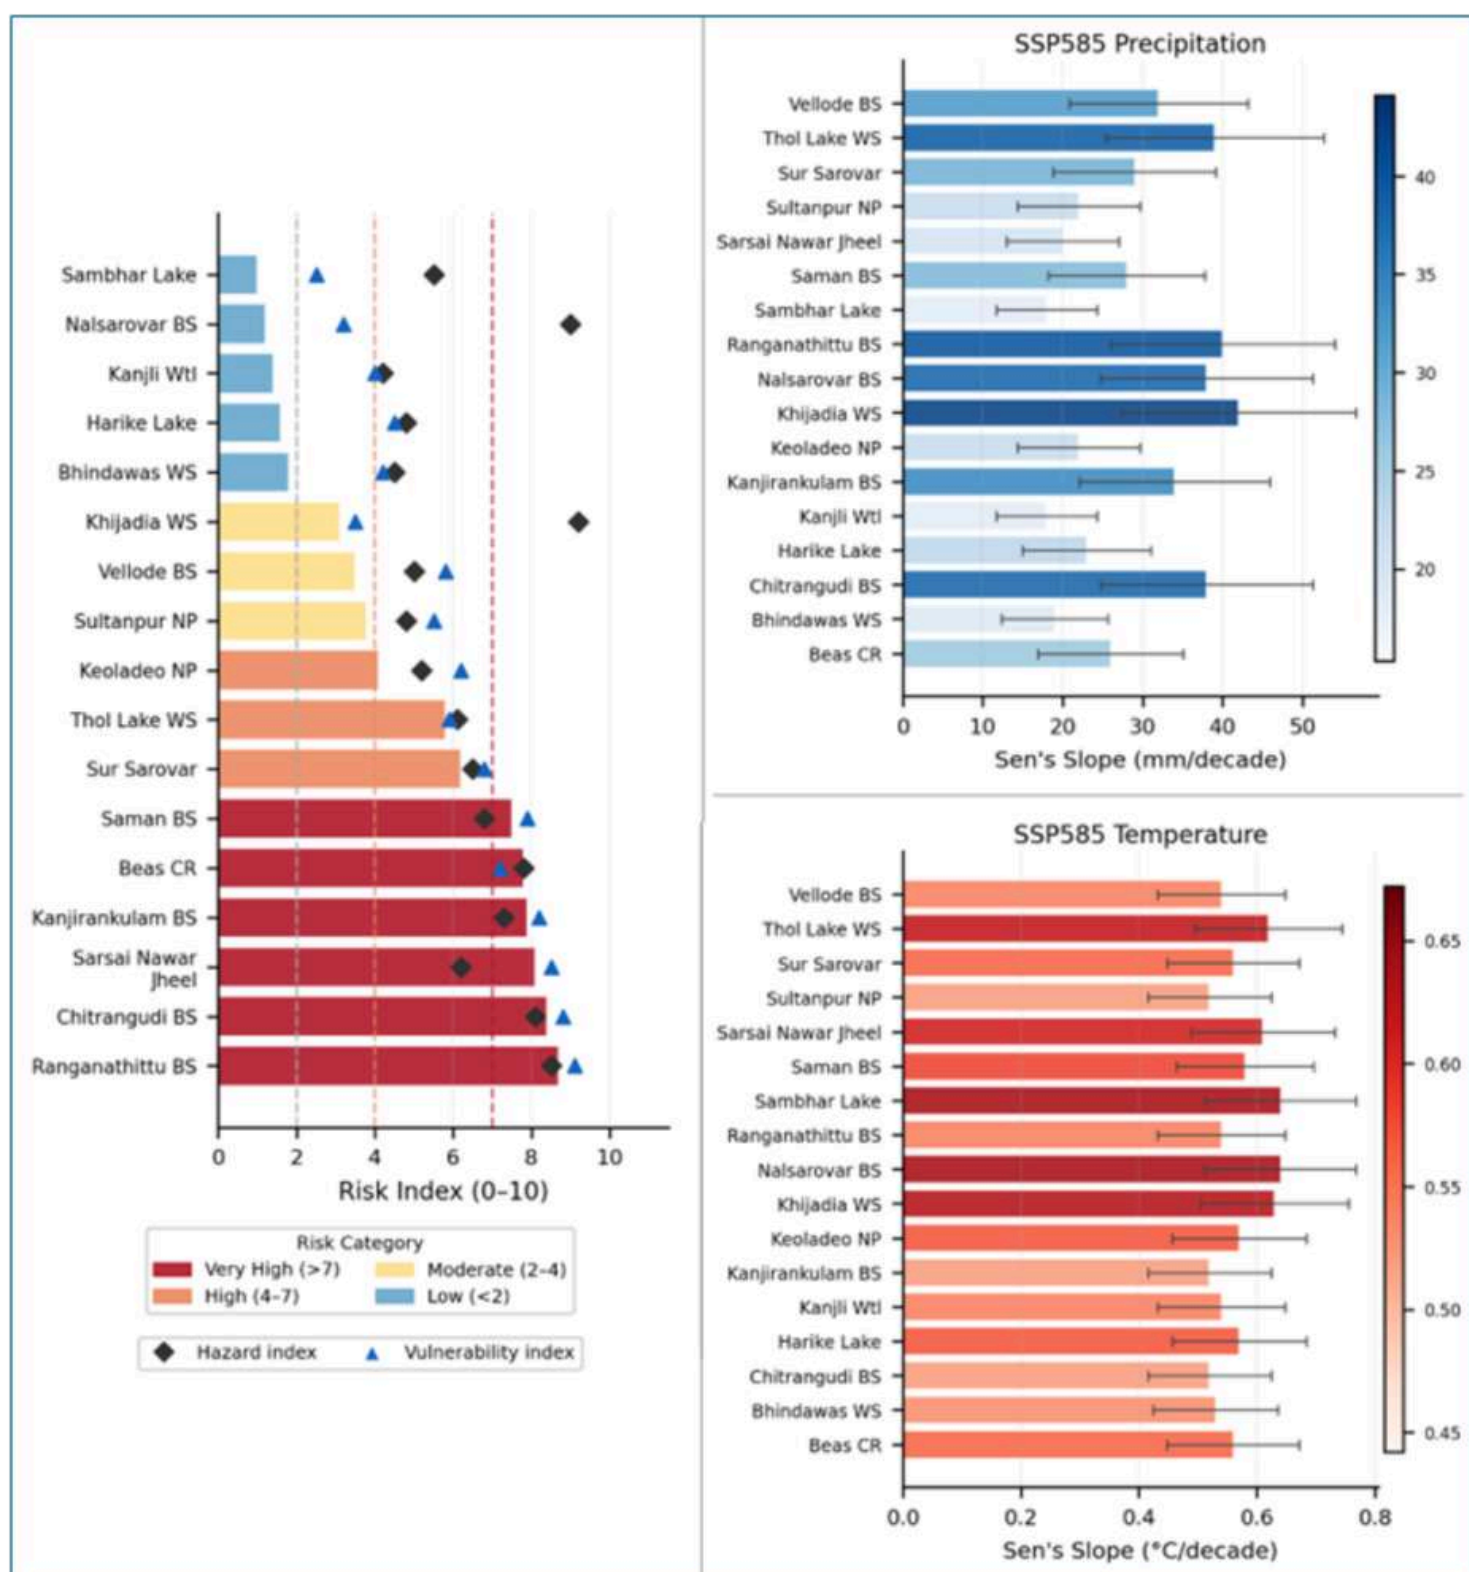 Sambhar Lake
Nalsarovar BS
Kanjli Wtl
Harike Lake
Bhindawas WS
Khijadia WS
Vellode BS
Sultanpur NP
Keoladeo NP
Thol Lake WS
Sur Sarovar
Saman BS
Beas CR
Kanjirankulam BS
Sarsai Nawar
Jheel
Chitrangudi BS
Ranganathittu BS
0 2 4 6 8 10
Risk Index (0–10)
Risk Category
Very High (>7) Moderate (2–4)
High (4–7) Low (<2)
Hazard index Vulnerability index
SSP585 Precipitation
Vellode BS
Thol Lake WS
Sur Sarovar
Sultanpur NP
Sarsai Nawar Jheel
Saman BS
Sambhar Lake
Ranganathittu BS
Nalsarovar BS
Khijadia WS
Keoladeo NP
Kanjirankulam BS
Kanjli Wtl
Harike Lake
Chitrangudi BS
Bhindawas WS
Beas CR
0 10 20 30 40 50
Sen's Slope (mm/decade)
40
35
30
25
20
SSP585 Temperature
Vellode BS
Thol Lake WS
Sur Sarovar
Sultanpur NP
Sarsai Nawar Jheel
Saman BS
Sambhar Lake
Ranganathittu BS
Nalsarovar BS
Khijadia WS
Keoladeo NP
Kanjirankulam BS
Kanjli Wtl
Harike Lake
Chitrangudi BS
Bhindawas WS
Beas CR
0.0 0.2 0.4 0.6 0.8
Sen's Slope (°C/decade)
0.65
0.60
0.55
0.50
0.45